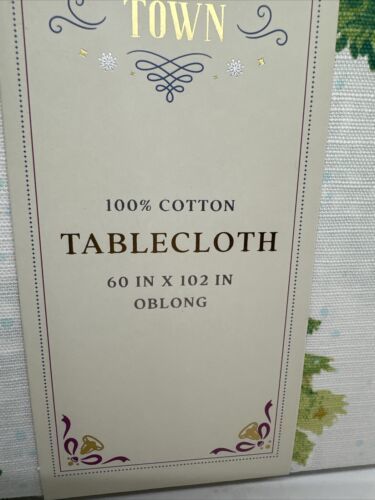 TOWN
100% COTTON
TABLECLOTH
60 IN X 102 IN
OBLONG